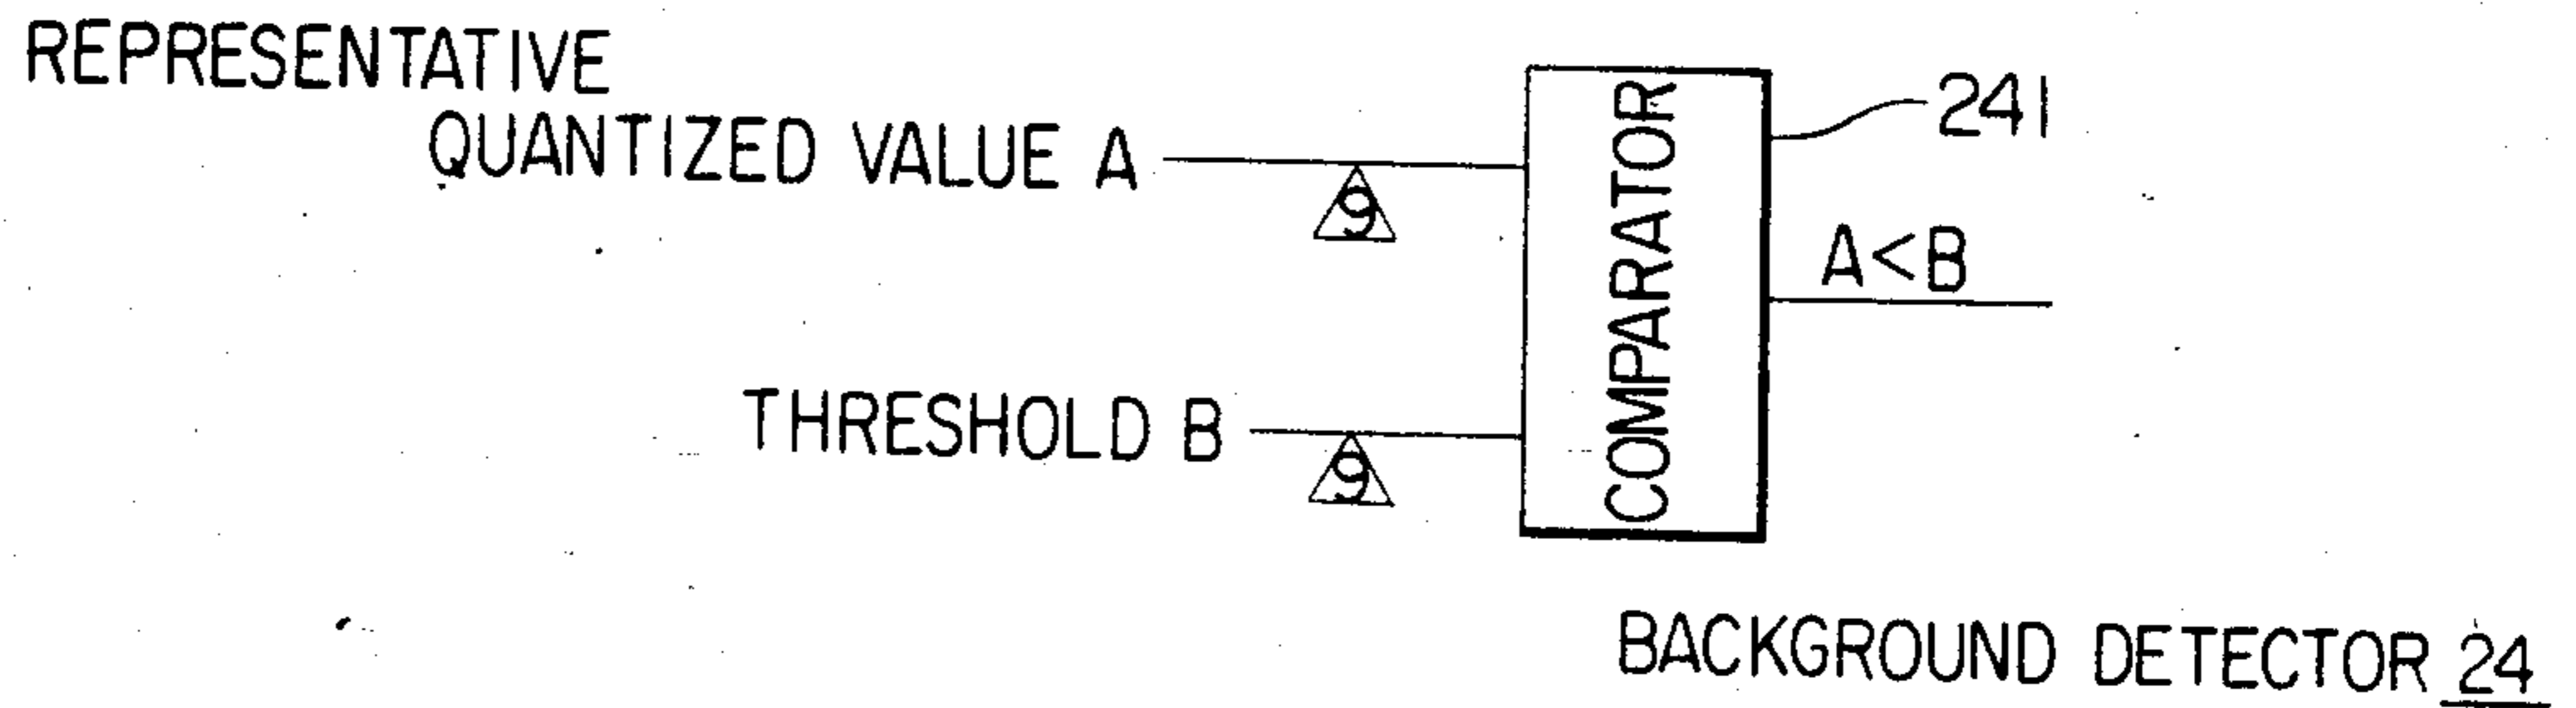 REPRESENTATIVE
QUANTIZED VALUE A
9
COMPARATOR
241
A<B
THRESHOLD B
9
BACKGROUND DETECTOR 24